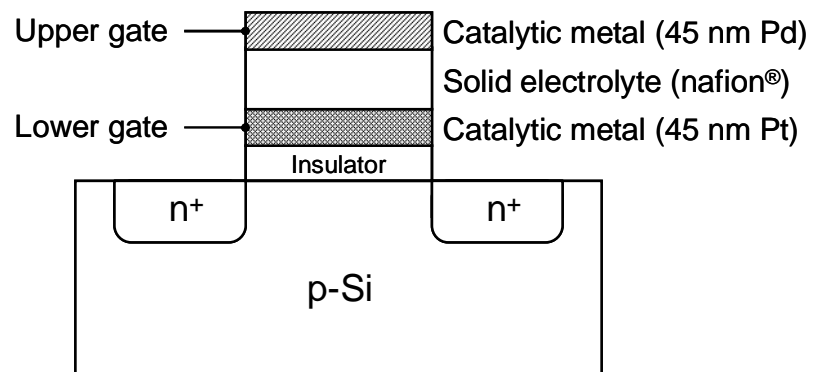 Upper gate
Catalytic metal (45 nm Pd)
Solid electrolyte (nafion®)
Lower gate
Catalytic metal (45 nm Pt)
Insulator
n+
n+
p-Si